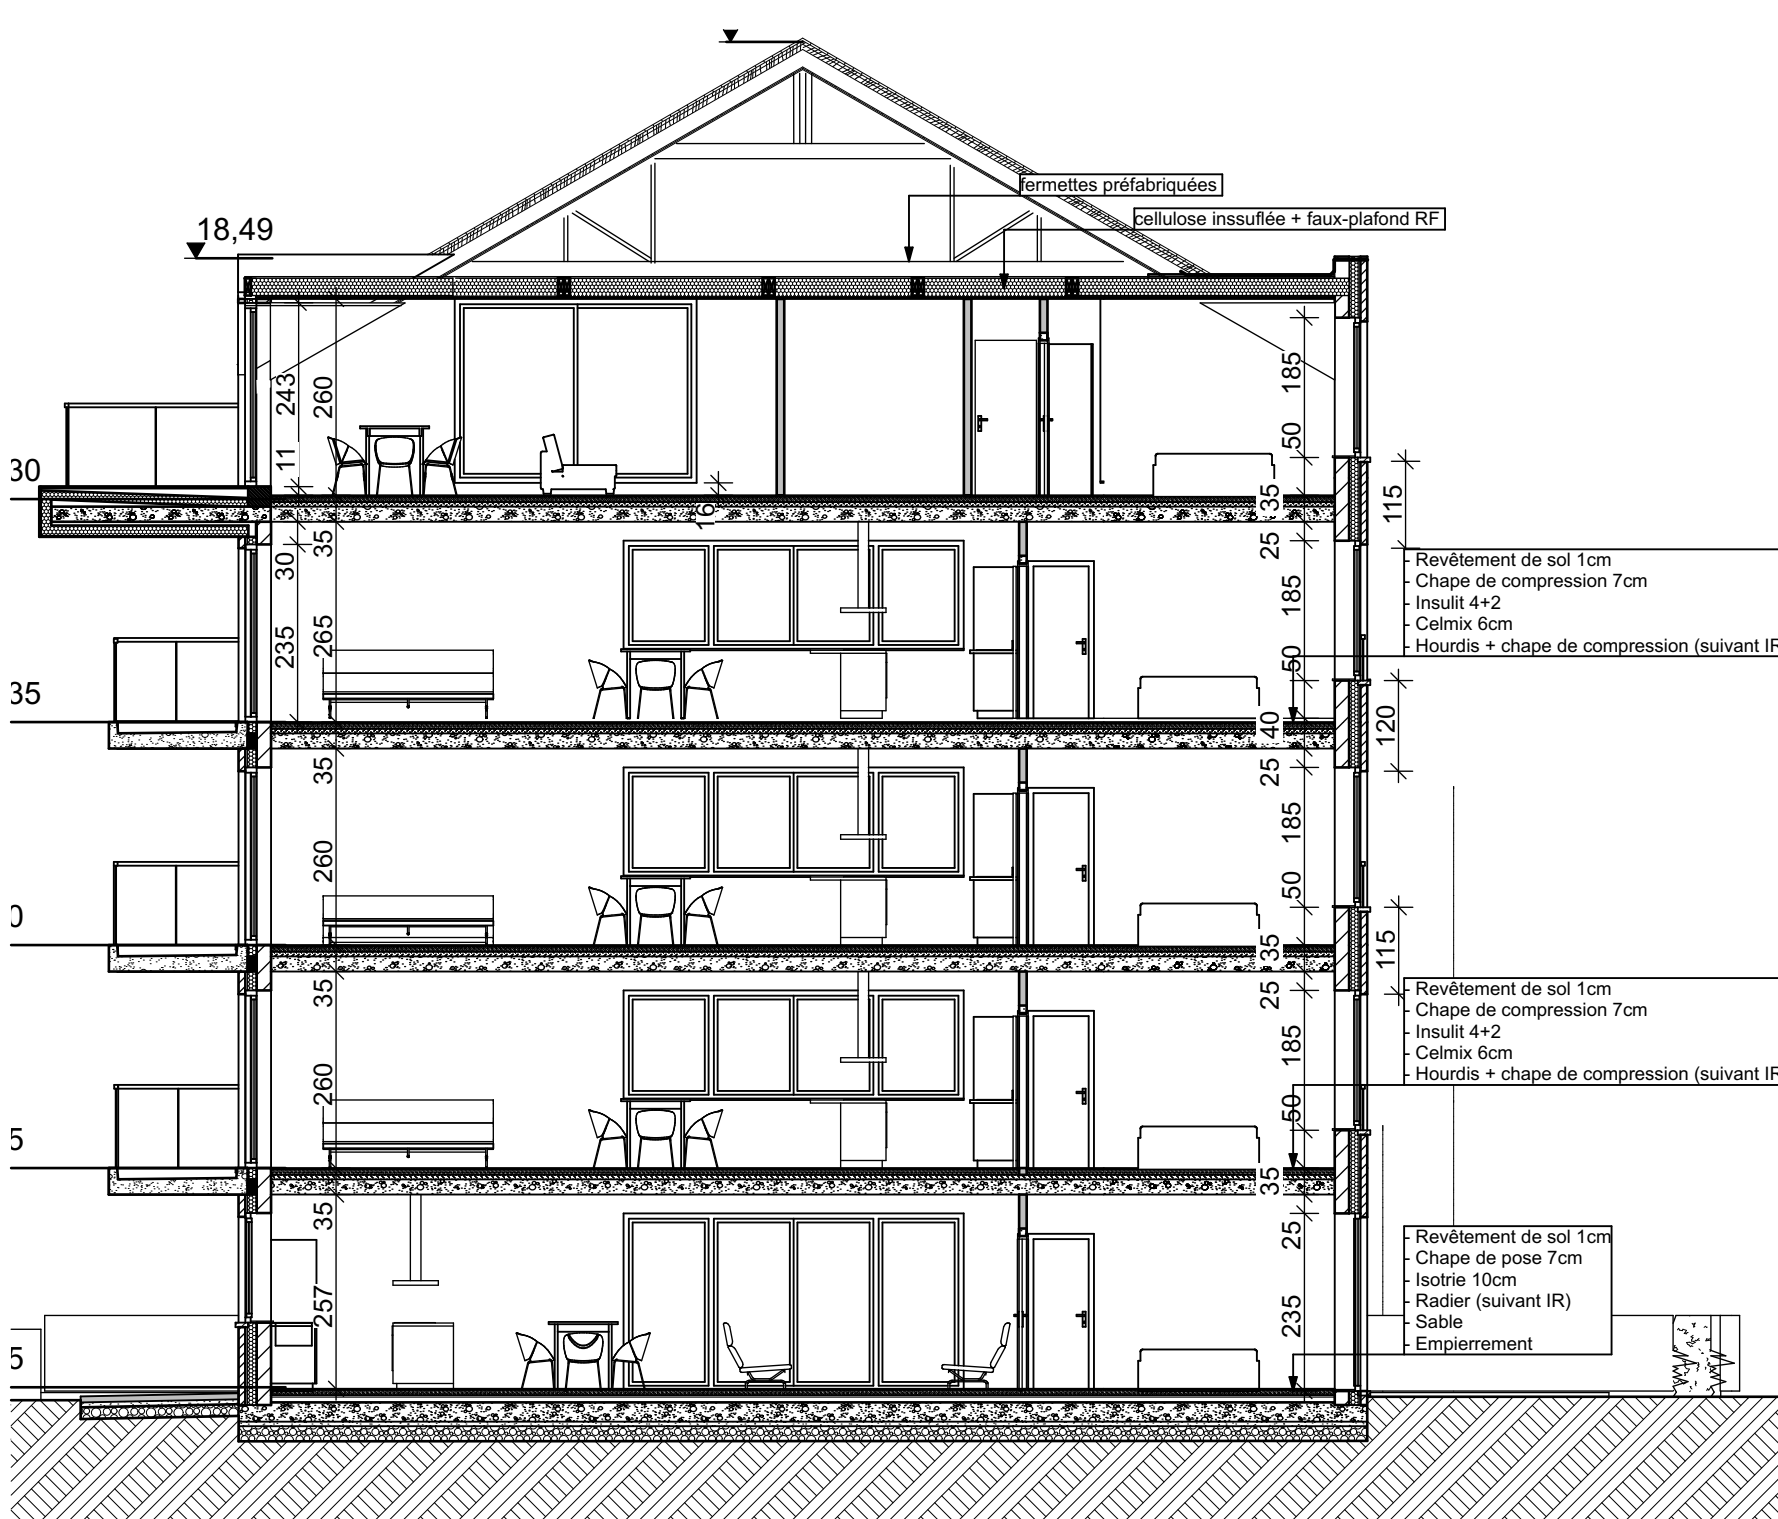 18,49
fermettes préfabriquées
cellulose inssuflée + faux-plafond RF
243
260
11
185
50
30
16
35
115
35
30
25
235
265
185
50
- Revêtement de sol 1cm
- Chape de compression 7cm
- Insulit 4+2
- Celmix 6cm
- Hourdis + chape de compression (suivant IR
35
40
120
35
25
260
185
50
0
35
115
35
25
260
185
50
- Revêtement de sol 1cm
- Chape de compression 7cm
- Insulit 4+2
- Celmix 6cm
- Hourdis + chape de compression (suivant IR
5
35
35
25
257
235
- Revêtement de sol 1cm
- Chape de pose 7cm
- Isotrie 10cm
- Radier (suivant IR)
- Sable
- Empierrement
5